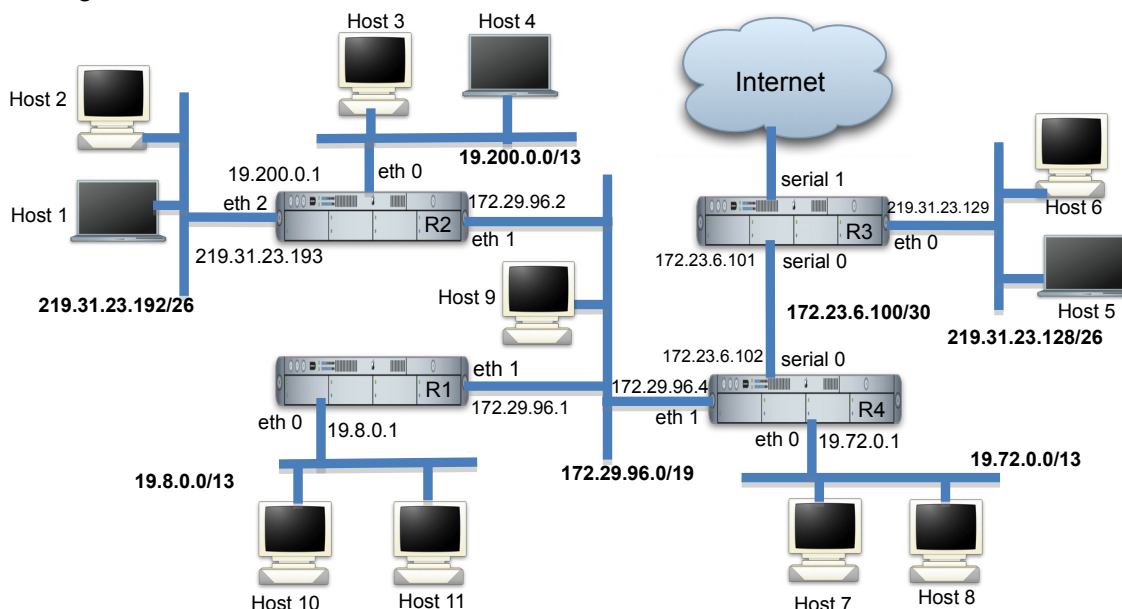 Host 3
Host 4
Host 2
Internet
19.200.0.0/13
Host 6
19.200.0.1
eth 0
serial 1
Host 1
eth 2
172.29.96.2
219.31.23.129
R2
R3
eth 0
219.31.23.193
eth 1
172.23.6.101
serial 0
Host 9
219.31.23.192/26
172.23.6.100/30
Host 5
219.31.23.128/26
172.23.6.102
serial 0
eth 1
172.29.96.4
R1
R4
172.29.96.1
eth 1
eth 0
19.8.0.1
eth 0
19.72.0.1
19.8.0.0/13
172.29.96.0/19
19.72.0.0/13
Host 10
Host 11
Host 7
Host 8